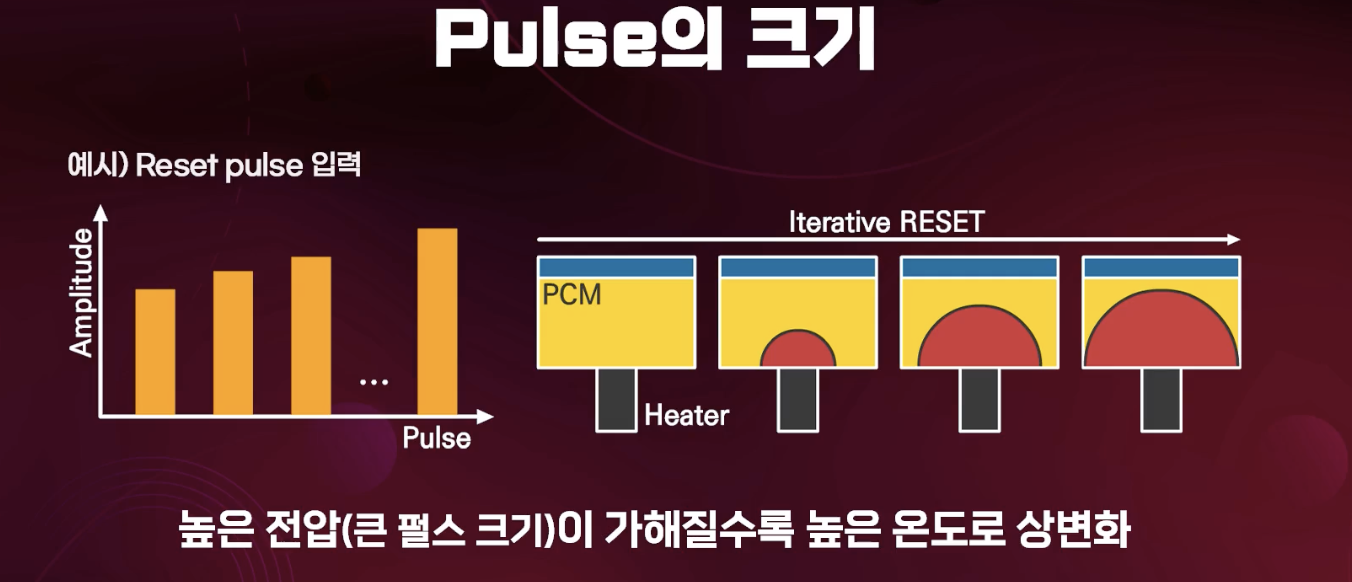 Pulse의 크기
예시) Reset pulse 입력
Amplitude
...
Pulse
Iterative RESET
PCM
Heater
높은 전압(큰 펄스 크기)이 가해질수록 높은 온도로 상변화